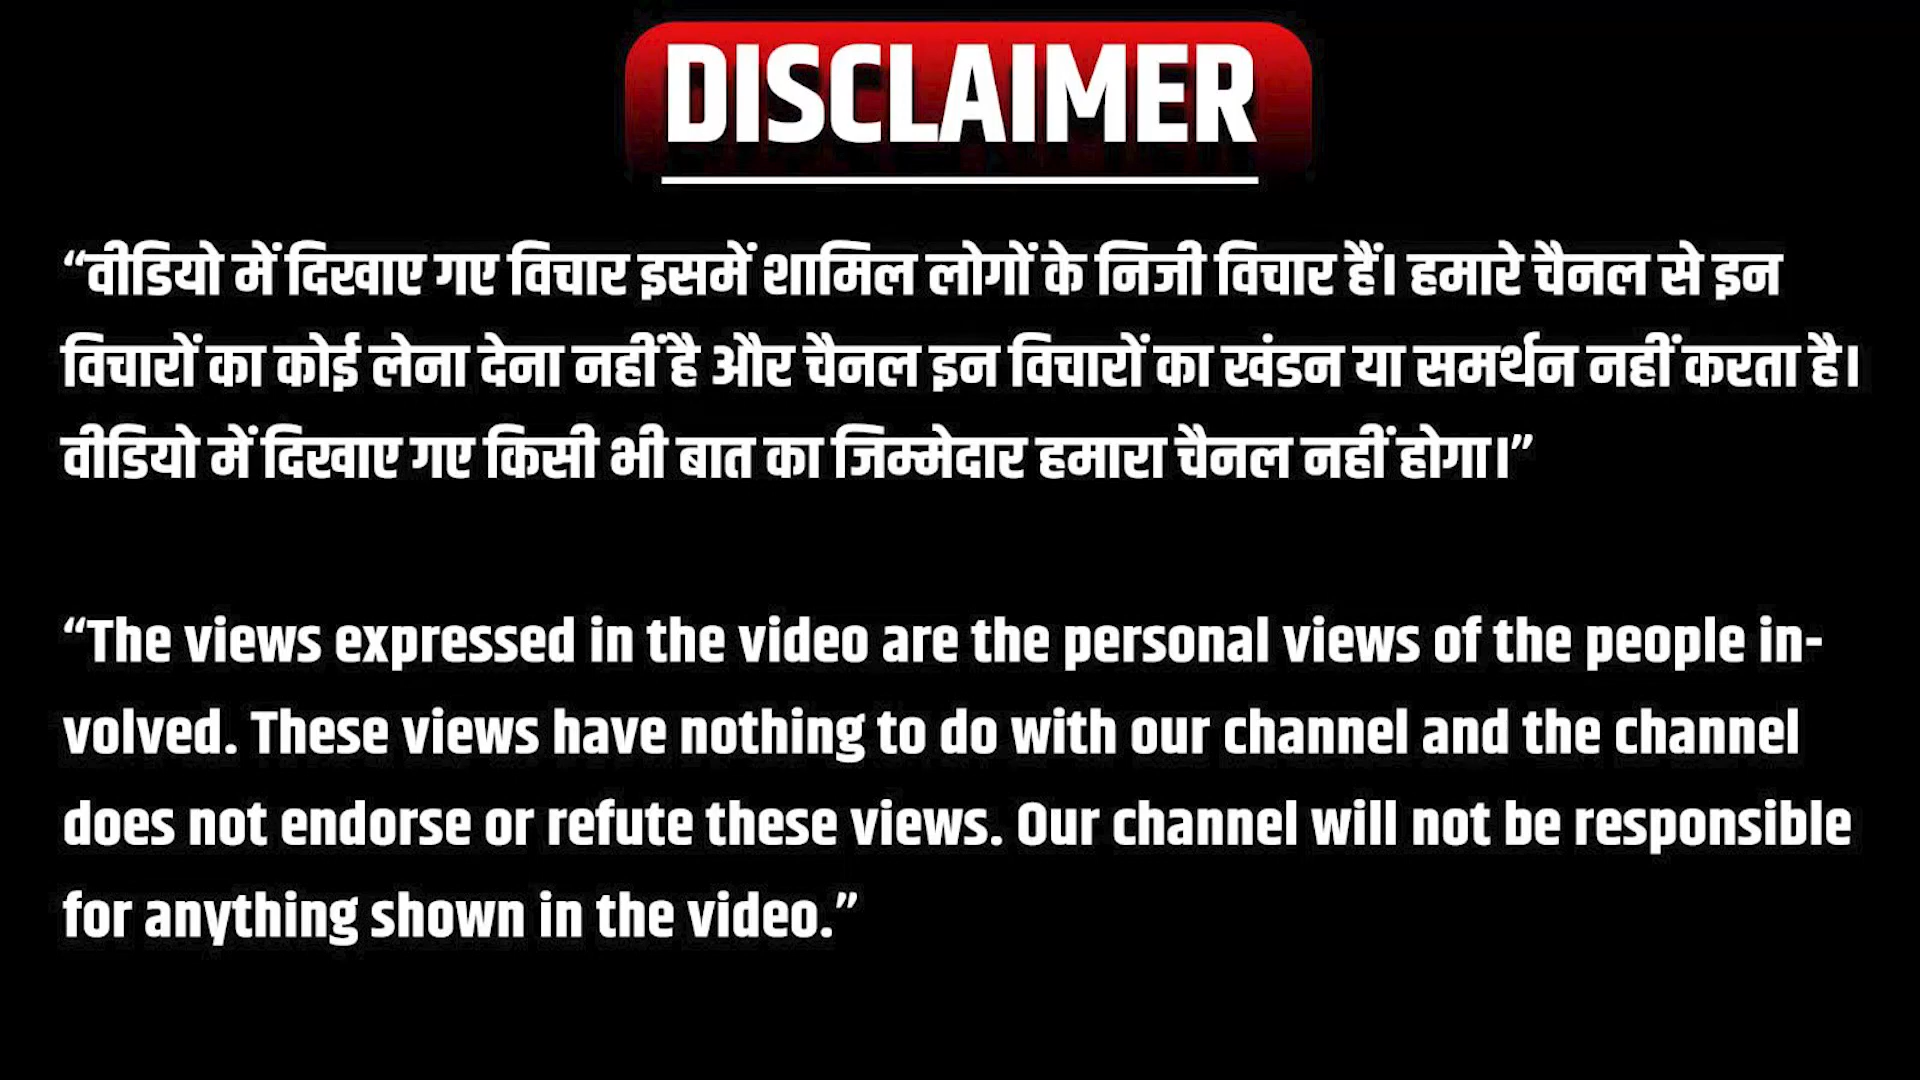 DISCLAIMER
“वीडियो में दिखाए गए विचार इसमें शामिल लोगों के निजी विचार हैं। हमारे चैनल से इन
विचारों का कोई लेना देना नहीं है और चैनल इन विचारों का खंडन या समर्थन नहीं करता है।
वीडियो में दिखाए गए किसी भी बात का जिम्मेदार हमारा चैनल नहीं होगा।”
“The views expressed in the video are the personal views of the people in-
volved. These views have nothing to do with our channel and the channel
does not endorse or refute these views. Our channel will not be responsible
for anything shown in the video.”